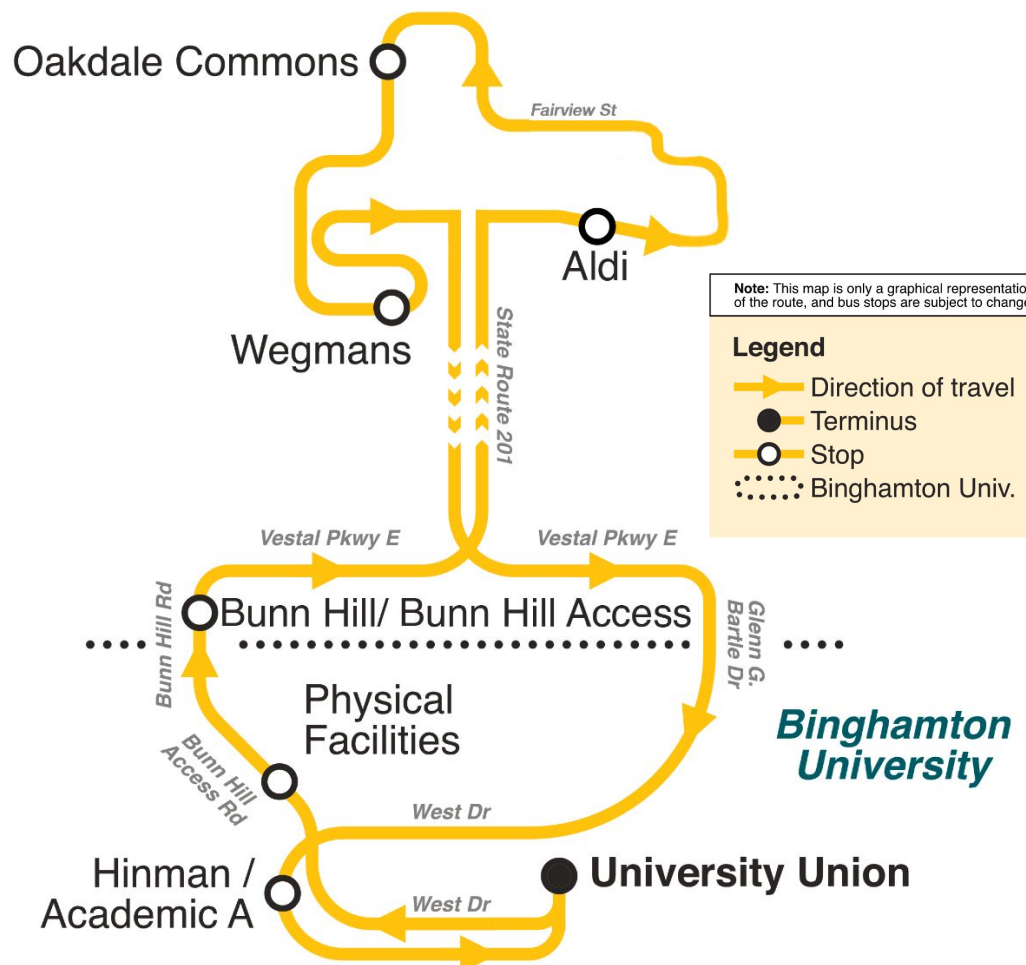 Oakdale Commons
Fairview St
Aldi
Wegmans
State Route 201
Note: This map is only a graphical representation
of the route, and bus stops are subject to change
Legend
Direction of travel
Terminus
Stop
Binghamton Univ.
Vestal Pkwy E
Vestal Pkwy E
Bunn Hill Rd
Bunn Hill/ Bunn Hill Access
Glenn G.
Bartle Dr
Physical
Facilities
Binghamton
University
Bunn Hill
Access Rd
West Dr
Hinman /
Academic A
University Union
West Dr